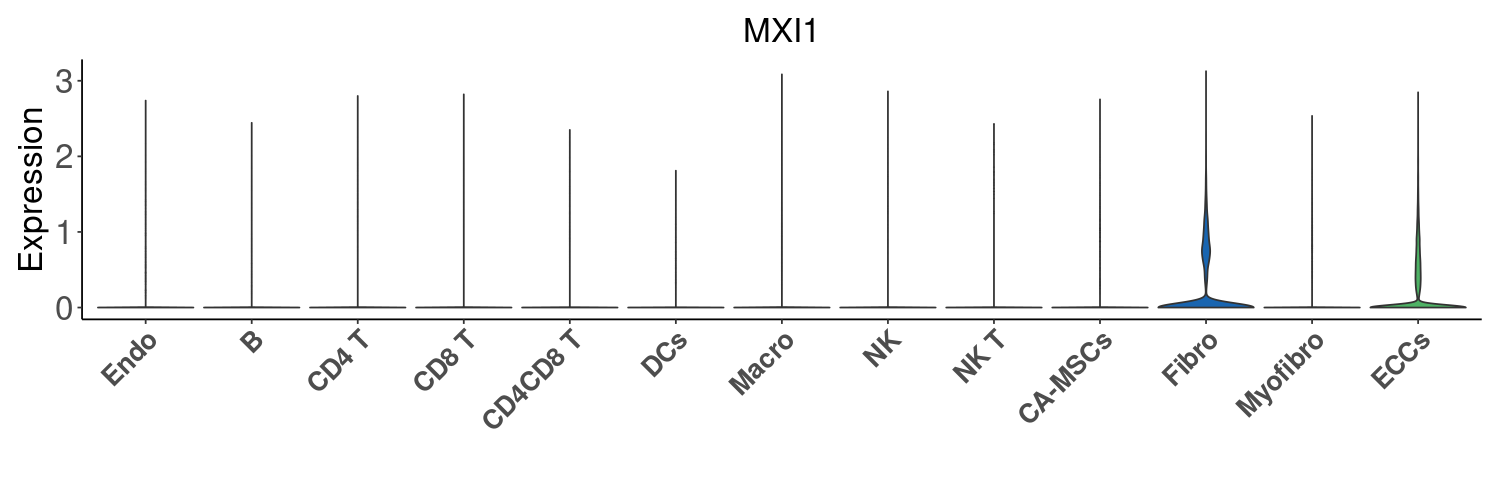 MXI1
Expression
3
2
1
0
Endo
B
CD4 T
CD8 T
CD4CD8 T
DCs
Macro
NK
NK T
CA-MSCs
Fibro
Myofibro
ECCs